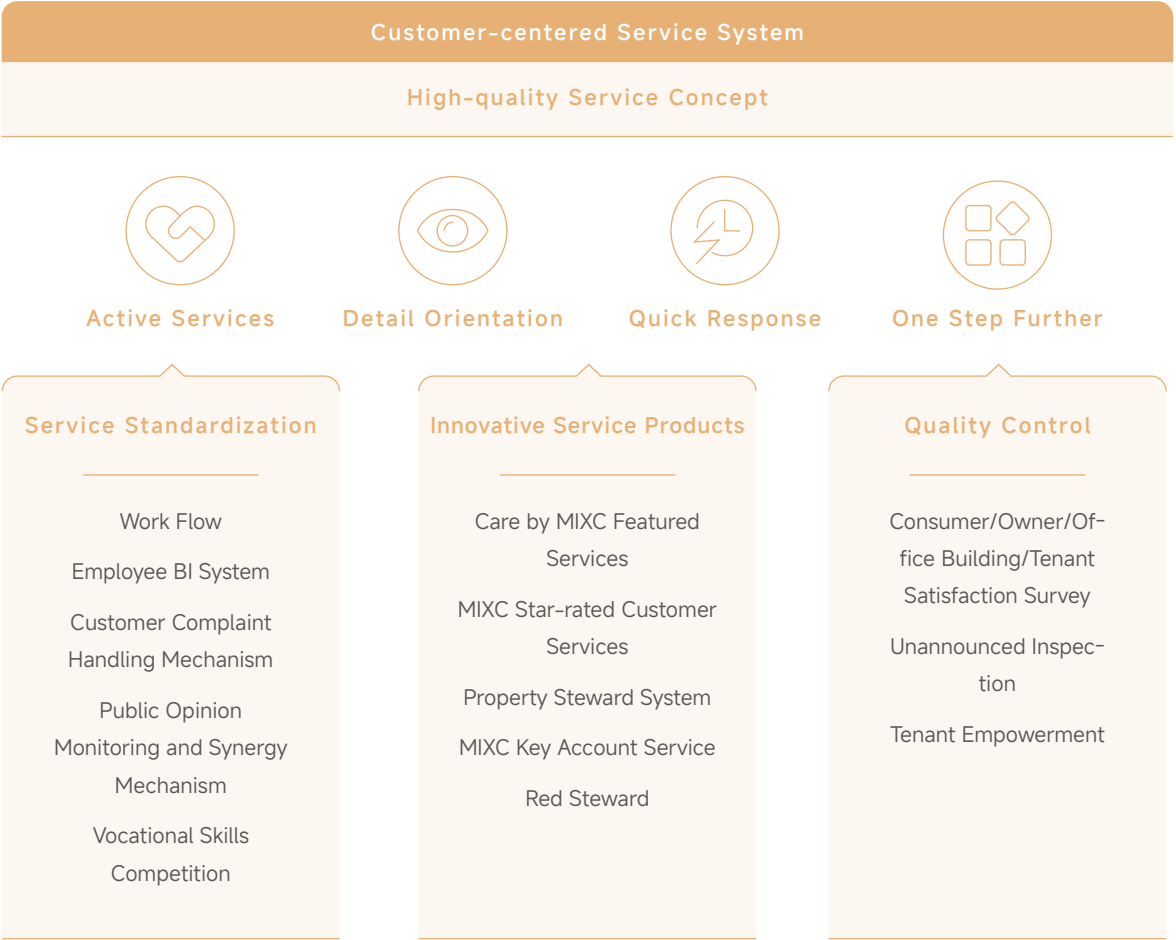 Customer-centered Service System
High-quality Service Concept
Active Services
Detail Orientation
Quick Response
One Step Further
Service Standardization
Work Flow
Employee BI System
Customer Complaint
Handling Mechanism
Public Opinion
Monitoring and Synergy
Mechanism
Vocational Skills
Competition
Innovative Service Products
Care by MIXC Featured
Services
MIXC Star-rated Customer
Services
Property Steward System
MIXC Key Account Service
Red Steward
Quality Control
Consumer/Owner/Of-
fice Building/Tenant
Satisfaction Survey
Unannounced Inspec-
tion
Tenant Empowerment